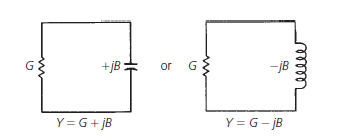 G +jB or G −jB
Y = G + jB Y = G − jB